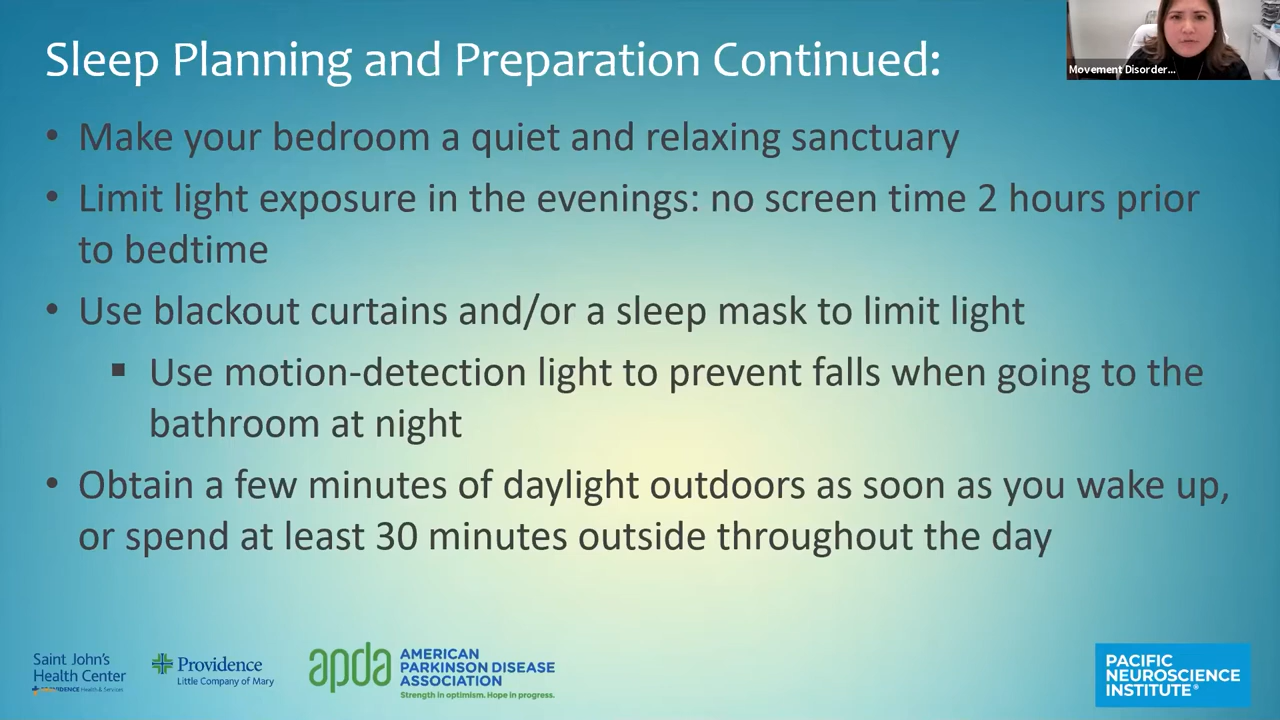 Sleep Planning and Preparation Continued:
Movement Disorder...
• Make your bedroom a quiet and relaxing sanctuary
• Limit light exposure in the evenings: no screen time 2 hours prior
to bedtime
• Use blackout curtains and/or a sleep mask to limit light
▪ Use motion-detection light to prevent falls when going to the
bathroom at night
• Obtain a few minutes of daylight outdoors as soon as you wake up,
or spend at least 30 minutes outside throughout the day
Saint John's
Health Center
PROVIDENCE Health & Services
Providence
Little Company of Mary
apda
AMERICAN
PARKINSON DISEASE
ASSOCIATION
Strength in optimism. Hope in progress.
PACIFIC
NEUROSCIENCE
INSTITUTE®